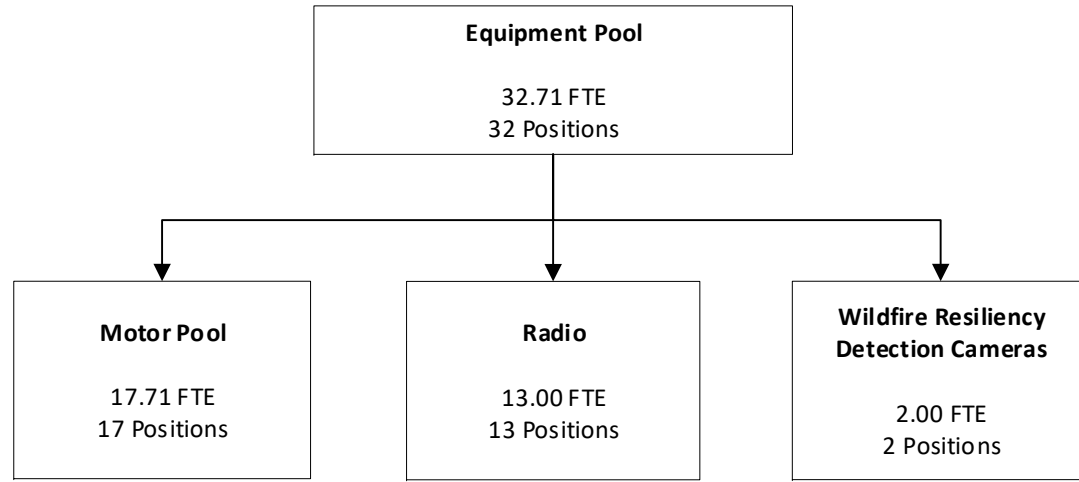 Equipment Pool
32.71 FTE
32 Positions
Motor Pool
17.71 FTE
17 Positions
Radio
13.00 FTE
13 Positions
Wildfire Resiliency
Detection Cameras
2.00 FTE
2 Positions